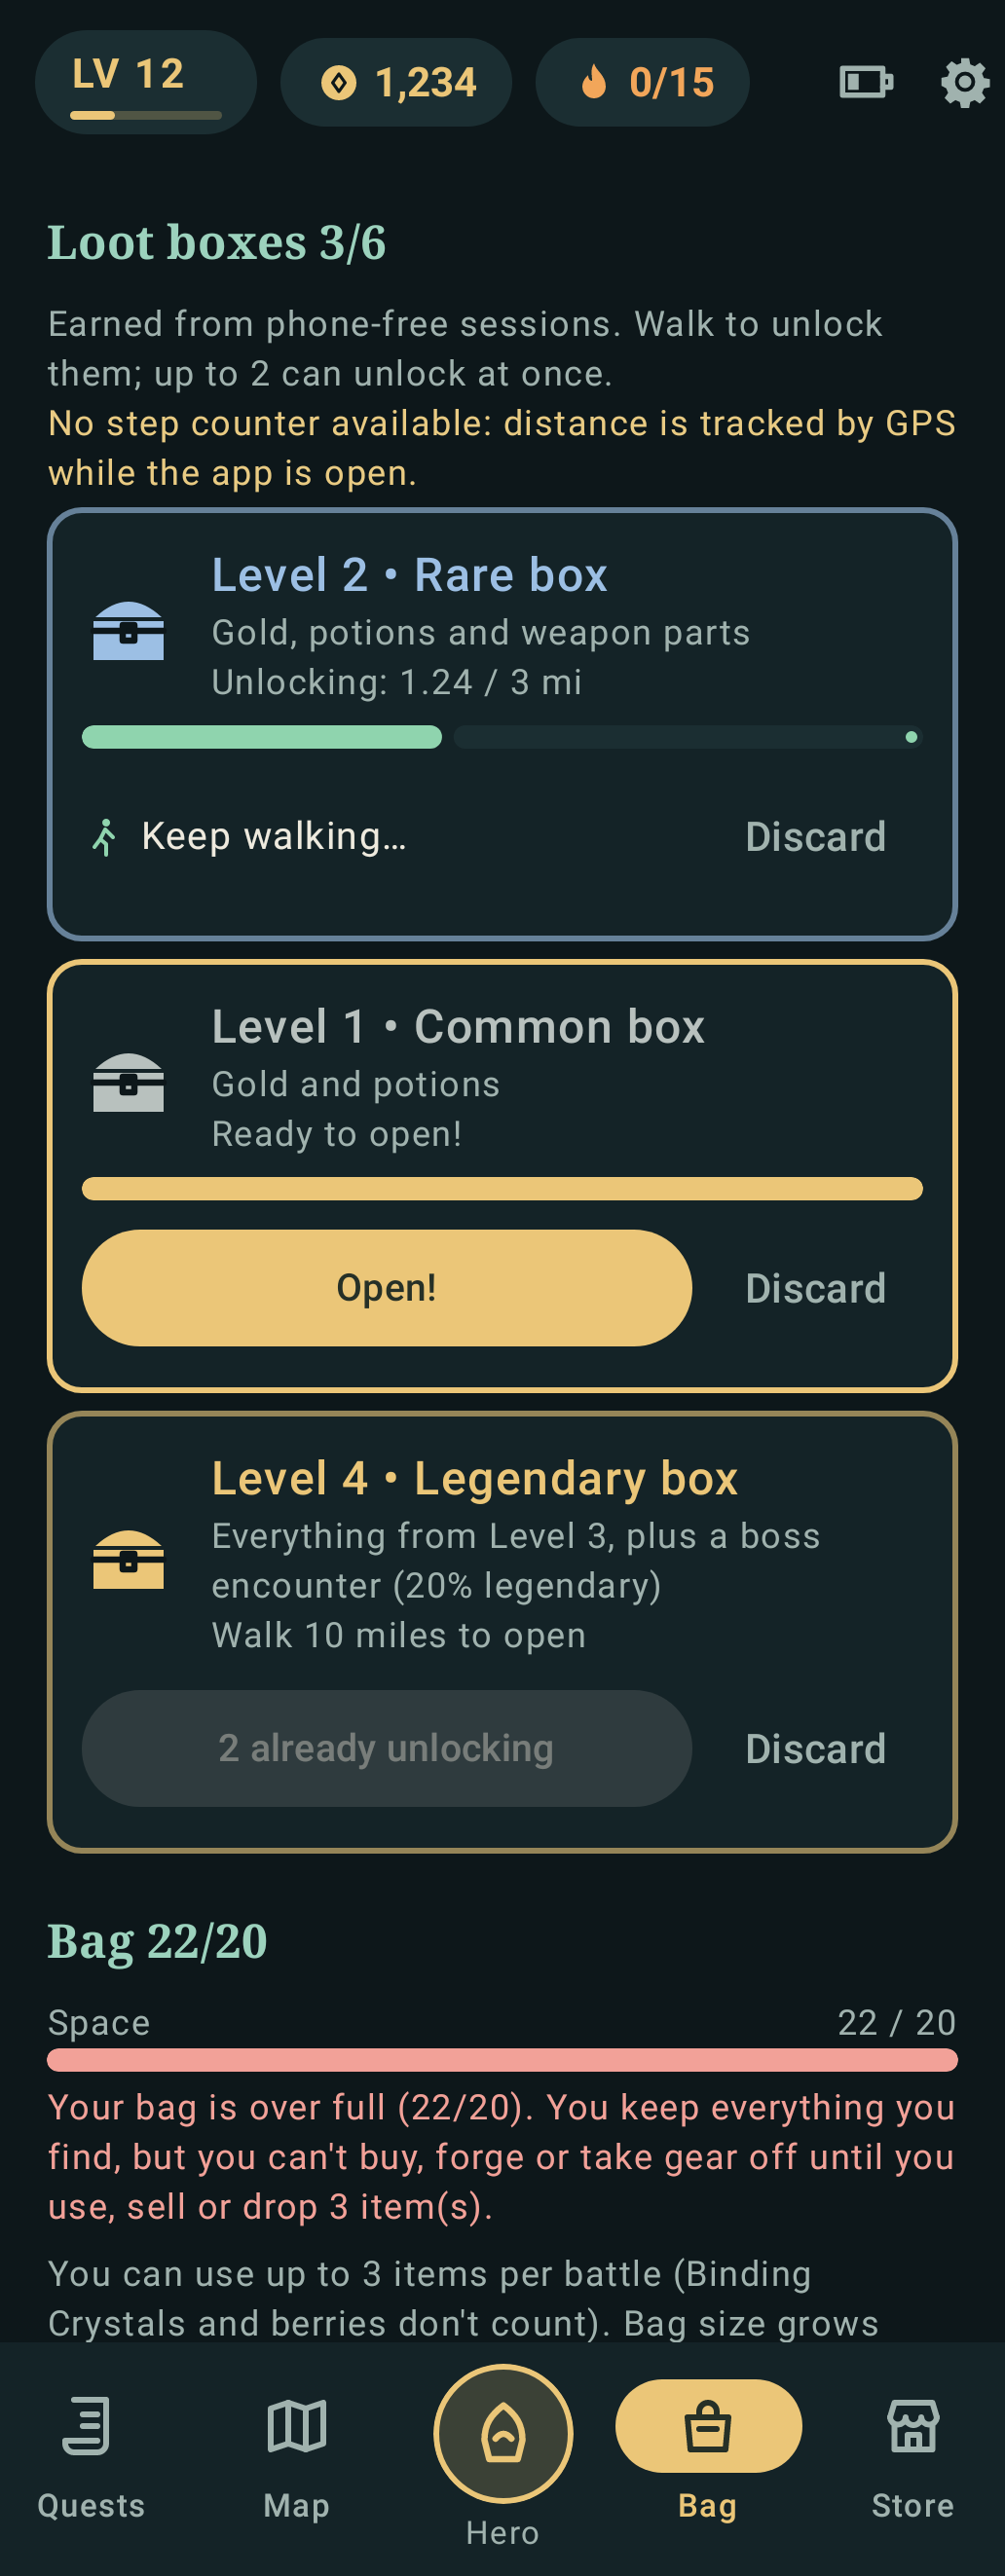 LV 12
1,234
0/15
Loot boxes 3/6
Earned from phone-free sessions. Walk to unlock
them; up to 2 can unlock at once.
No step counter available: distance is tracked by GPS
while the app is open.
Level 2 • Rare box
Gold, potions and weapon parts
Unlocking: 1.24 / 3 mi
Keep walking…
Discard
Level 1 • Common box
Gold and potions
Ready to open!
Open!
Discard
Level 4 • Legendary box
Everything from Level 3, plus a boss
encounter (20% legendary)
Walk 10 miles to open
2 already unlocking
Discard
Bag 22/20
Space
22 / 20
Your bag is over full (22/20). You keep everything you
find, but you can't buy, forge or take gear off until you
use, sell or drop 3 item(s).
You can use up to 3 items per battle (Binding
Crystals and berries don't count). Bag size grows
Quests
Map
Hero
Bag
Store